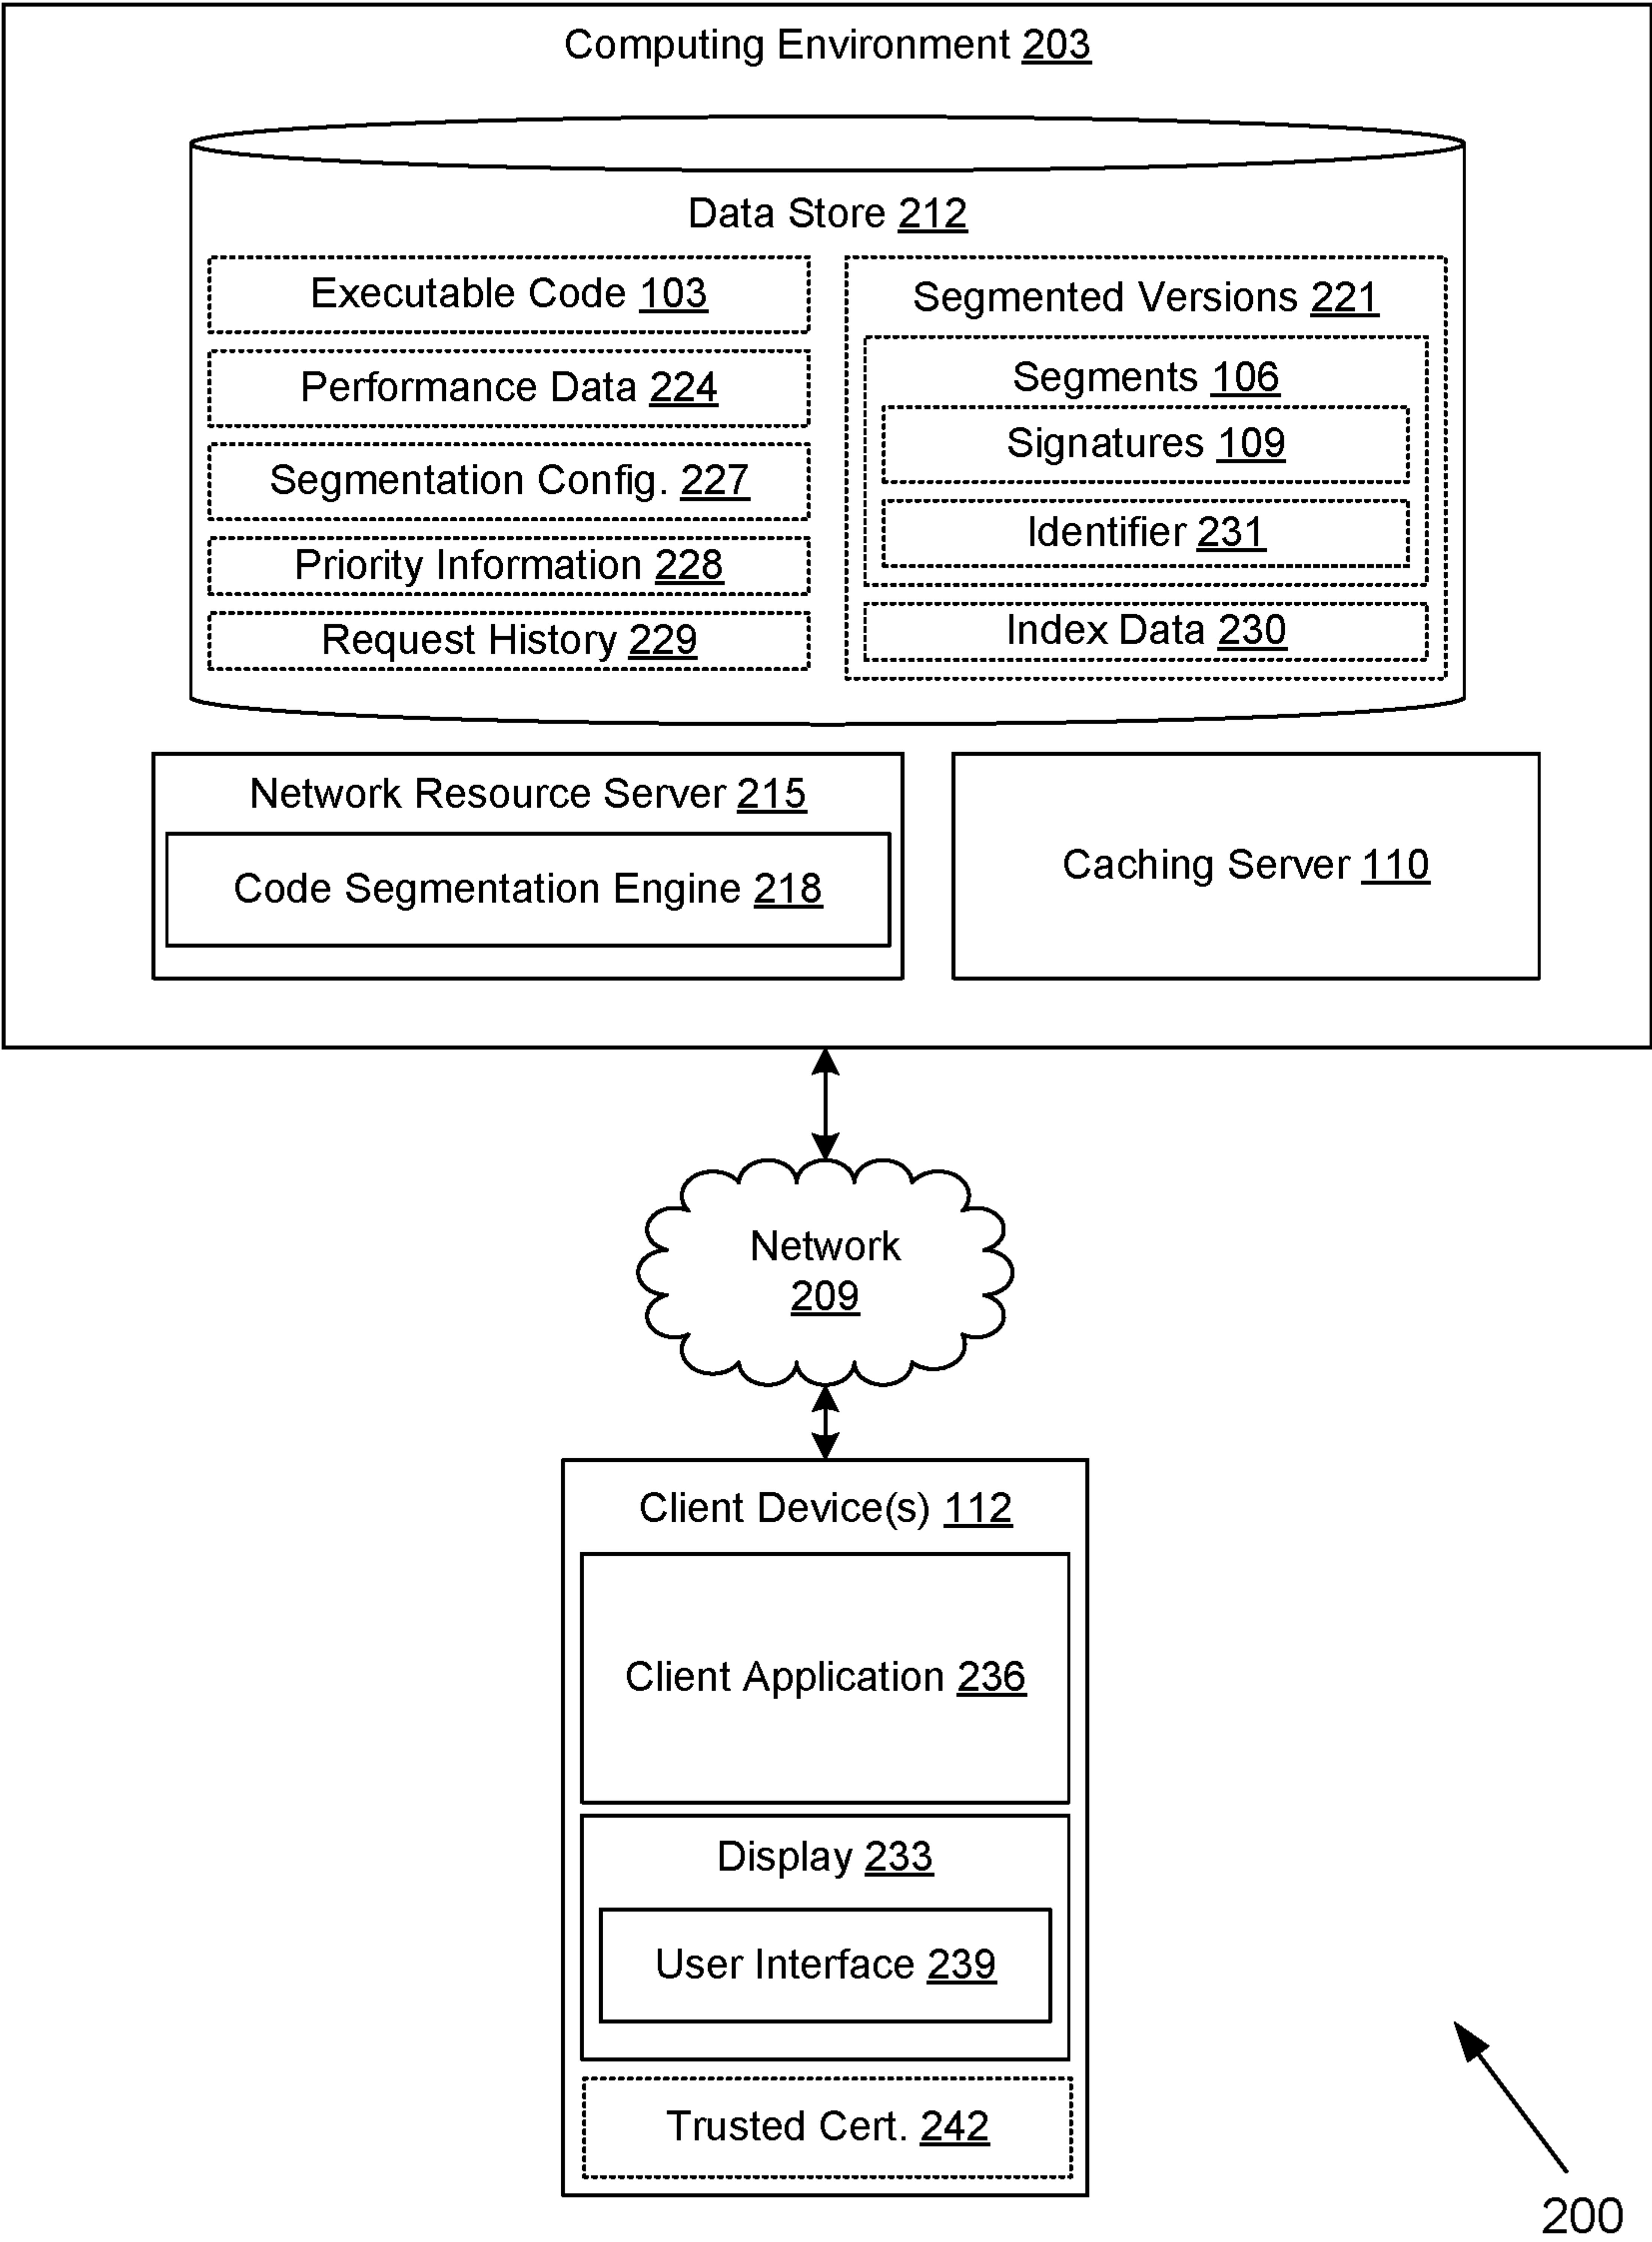 Computing Environment 203
Data Store 212
Executable Code 103
Performance Data 224
Segmentation Config. 227
Priority Information 228
Request History 229
Segmented Versions 221
Segments 106
Signatures 109
Identifier 231
Index Data 230
Network Resource Server 215
Code Segmentation Engine 218
Caching Server 110
Network
209
Client Device(s) 112
Client Application 236
Display 233
User Interface 239
Trusted Cert. 242
200